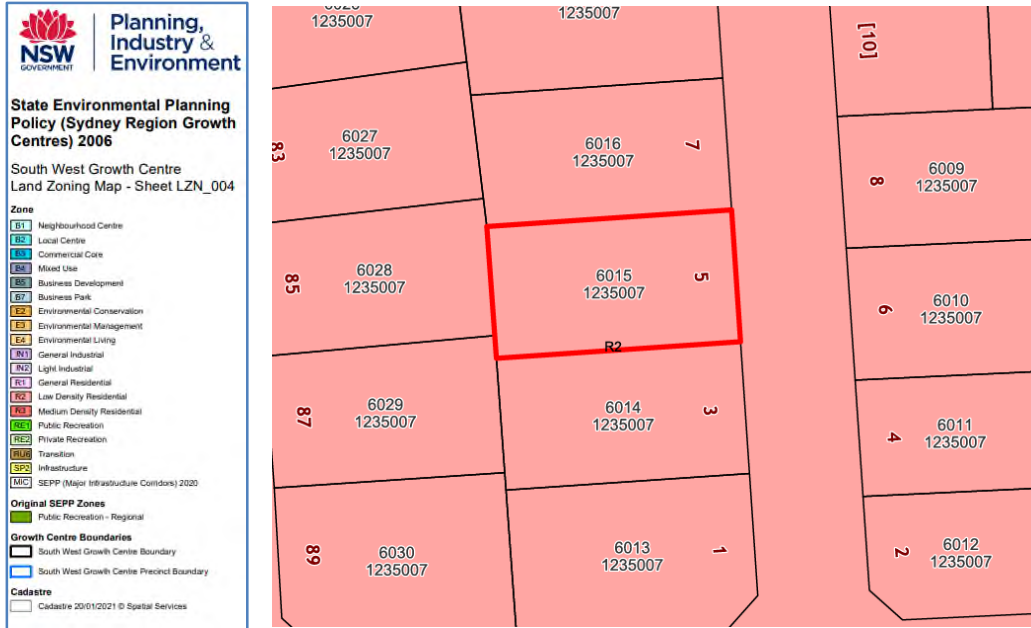 NSW
GOVERNMENT
Planning,
Industry &
Environment
State Environmental Planning
Policy (Sydney Region Growth
Centres) 2006
South West Growth Centre
Land Zoning Map - Sheet LZN_004
Zone
B1 Neighbourhood Centre
B2 Local Centre
B3 Commercial Core
B4 Mixed Use
B5 Business Development
B7 Business Park
E2 Environmental Conservation
E3 Environmental Management
E4 Environmental Living
IN1 General Industrial
IN2 Light Industrial
R1 General Residential
R2 Low Density Residential
R3 Medium Density Residential
RE1 Public Recreation
RE2 Private Recreation
RU6 Transition
SP2 Infrastructure
MIC SEPP (Major Infrastructure Corridors) 2020
Original SEPP Zones
Public Recreation - Regional
Growth Centre Boundaries
South West Growth Centre Boundary
South West Growth Centre Precinct Boundary
Cadastre
Cadastre 20/01/2021 © Spatial Services
1235007
[10]
83
6027
1235007
6016
1235007
7
8
6009
1235007
85
6028
1235007
6015
1235007
5
6
6010
1235007
R2
87
6029
1235007
6014
1235007
3
4
6011
1235007
89
6030
1235007
6013
1235007
1
2
6012
1235007